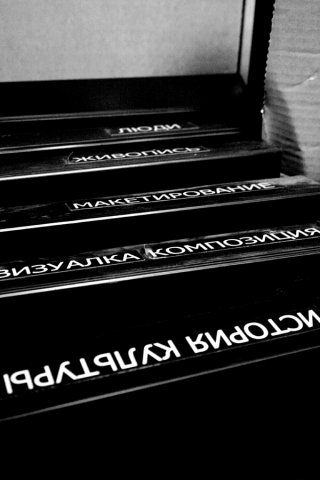 ЛЮДИ
ЖИВОПИСЬ
МАКЕТИРОВАНИЕ
ВИЗУАЛКА КОМПОЗИЦИЯ
ИСТОРИЯ КУЛЬТУРЫ